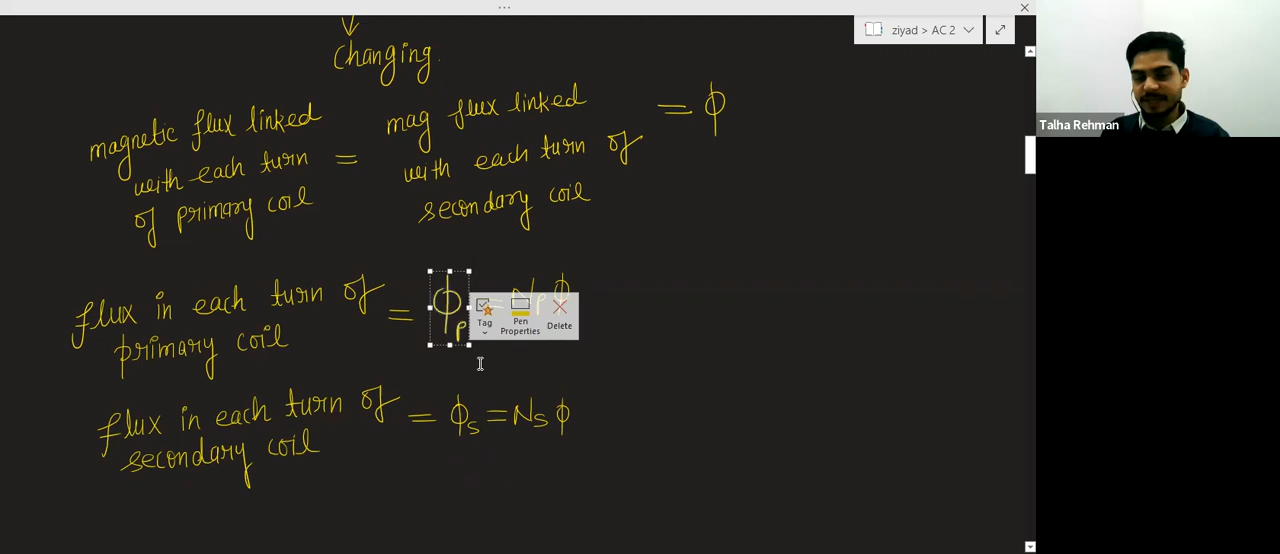 ziyad > AC 2
changing.
magnetic flux linked
with each turn
of primary coil
=
mag flux linked
with each turn of
secondary coil
= ϕ
Talha Rehman
flux in each turn of
primary coil
= ϕₚ = Nₚ ϕ
Tag
Pen
Properties
Delete
flux in each turn of
secondary coil
= ϕₛ = Nₛ ϕ